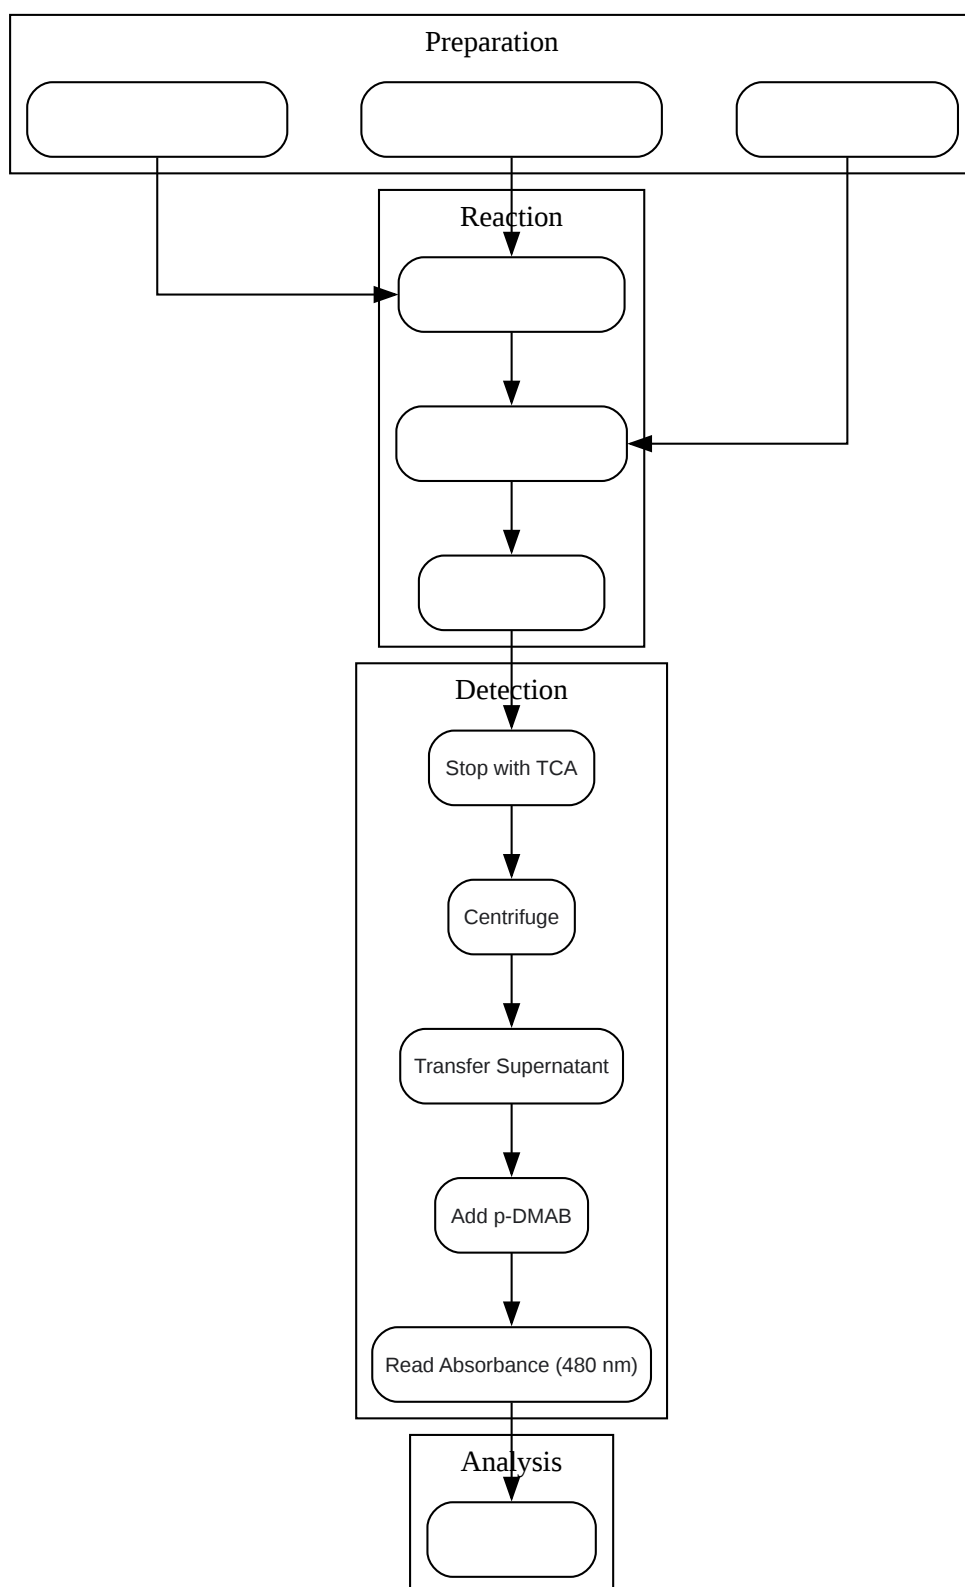 Preparation
Reaction
Detection
Stop with TCA
Centrifuge
Transfer Supernatant
Add p-DMAB
Read Absorbance (480 nm)
Analysis